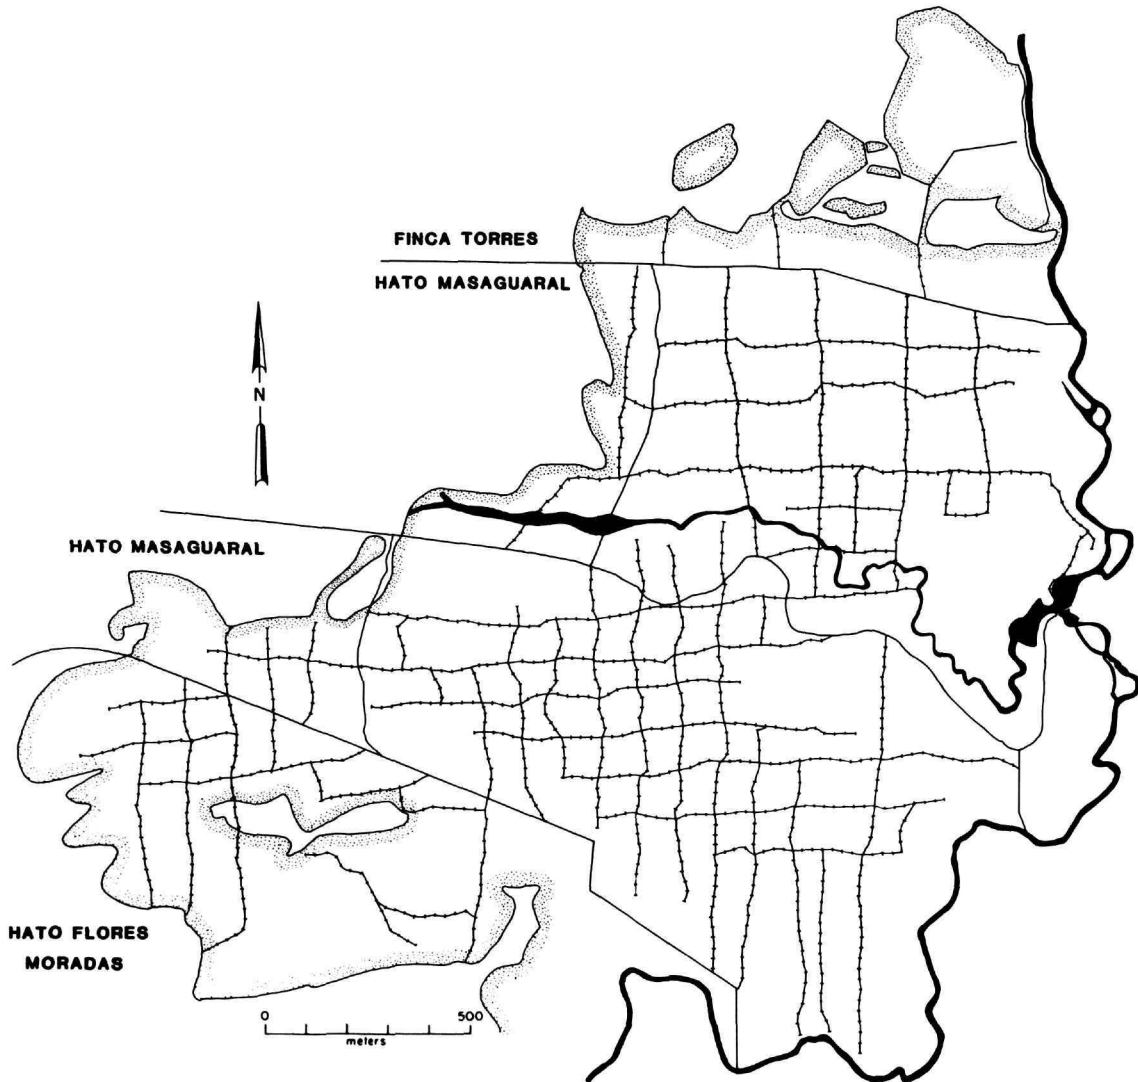 FINCA TORRES
HATO MASAGUARAL
N
HATO MASAGUARAL
HATO FLORES
MORADAS
0 500
meters